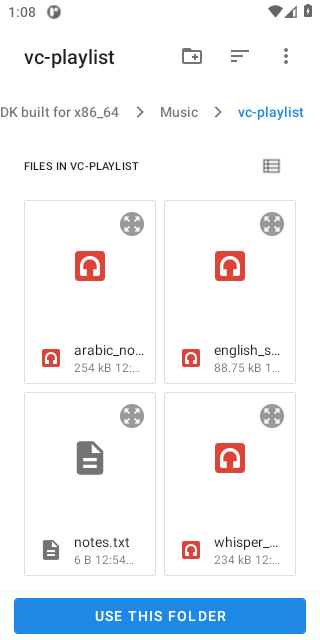 1:08
vc-playlist
DK built for x86_64 > Music > vc-playlist
FILES IN VC-PLAYLIST
arabic_no...
254 kB 12:...
english_s...
88.75 kB 1...
notes.txt
6 B 12:54...
whisper_...
234 kB 12:...
USE THIS FOLDER